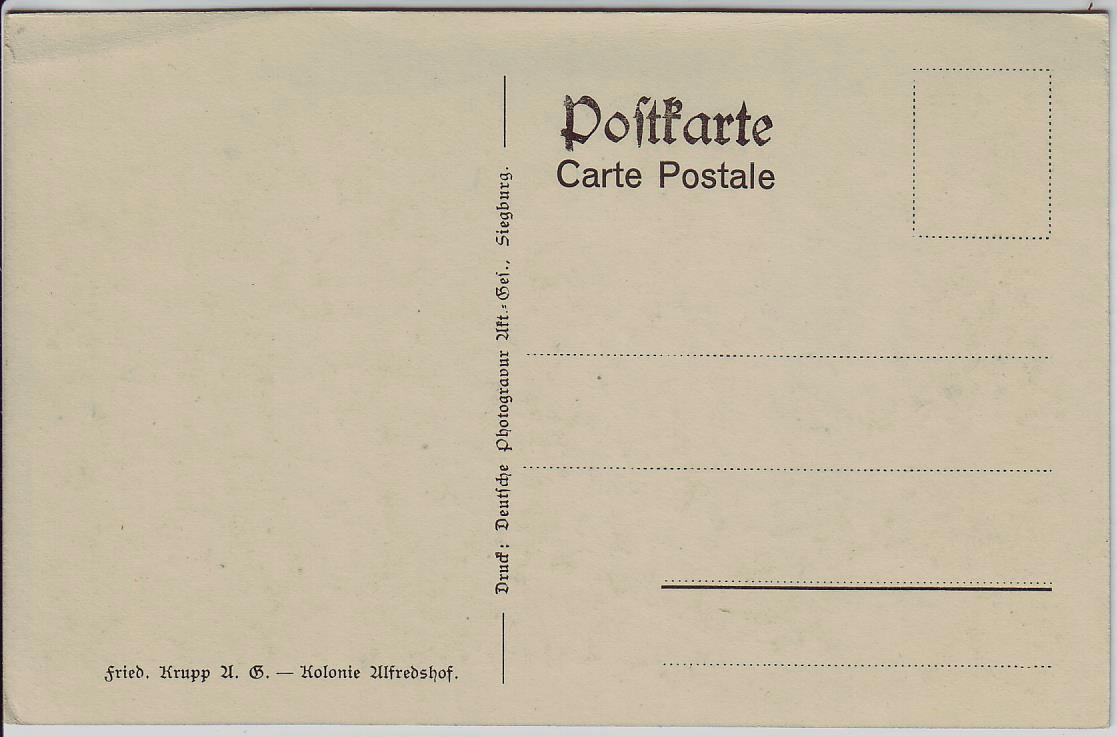 Poſtkarte
Carte Postale
Druck: Deutſche Photogravur Akt.=Geſ., Siegburg.
Fried. Krupp A. G. — Kolonie Alfredshof.